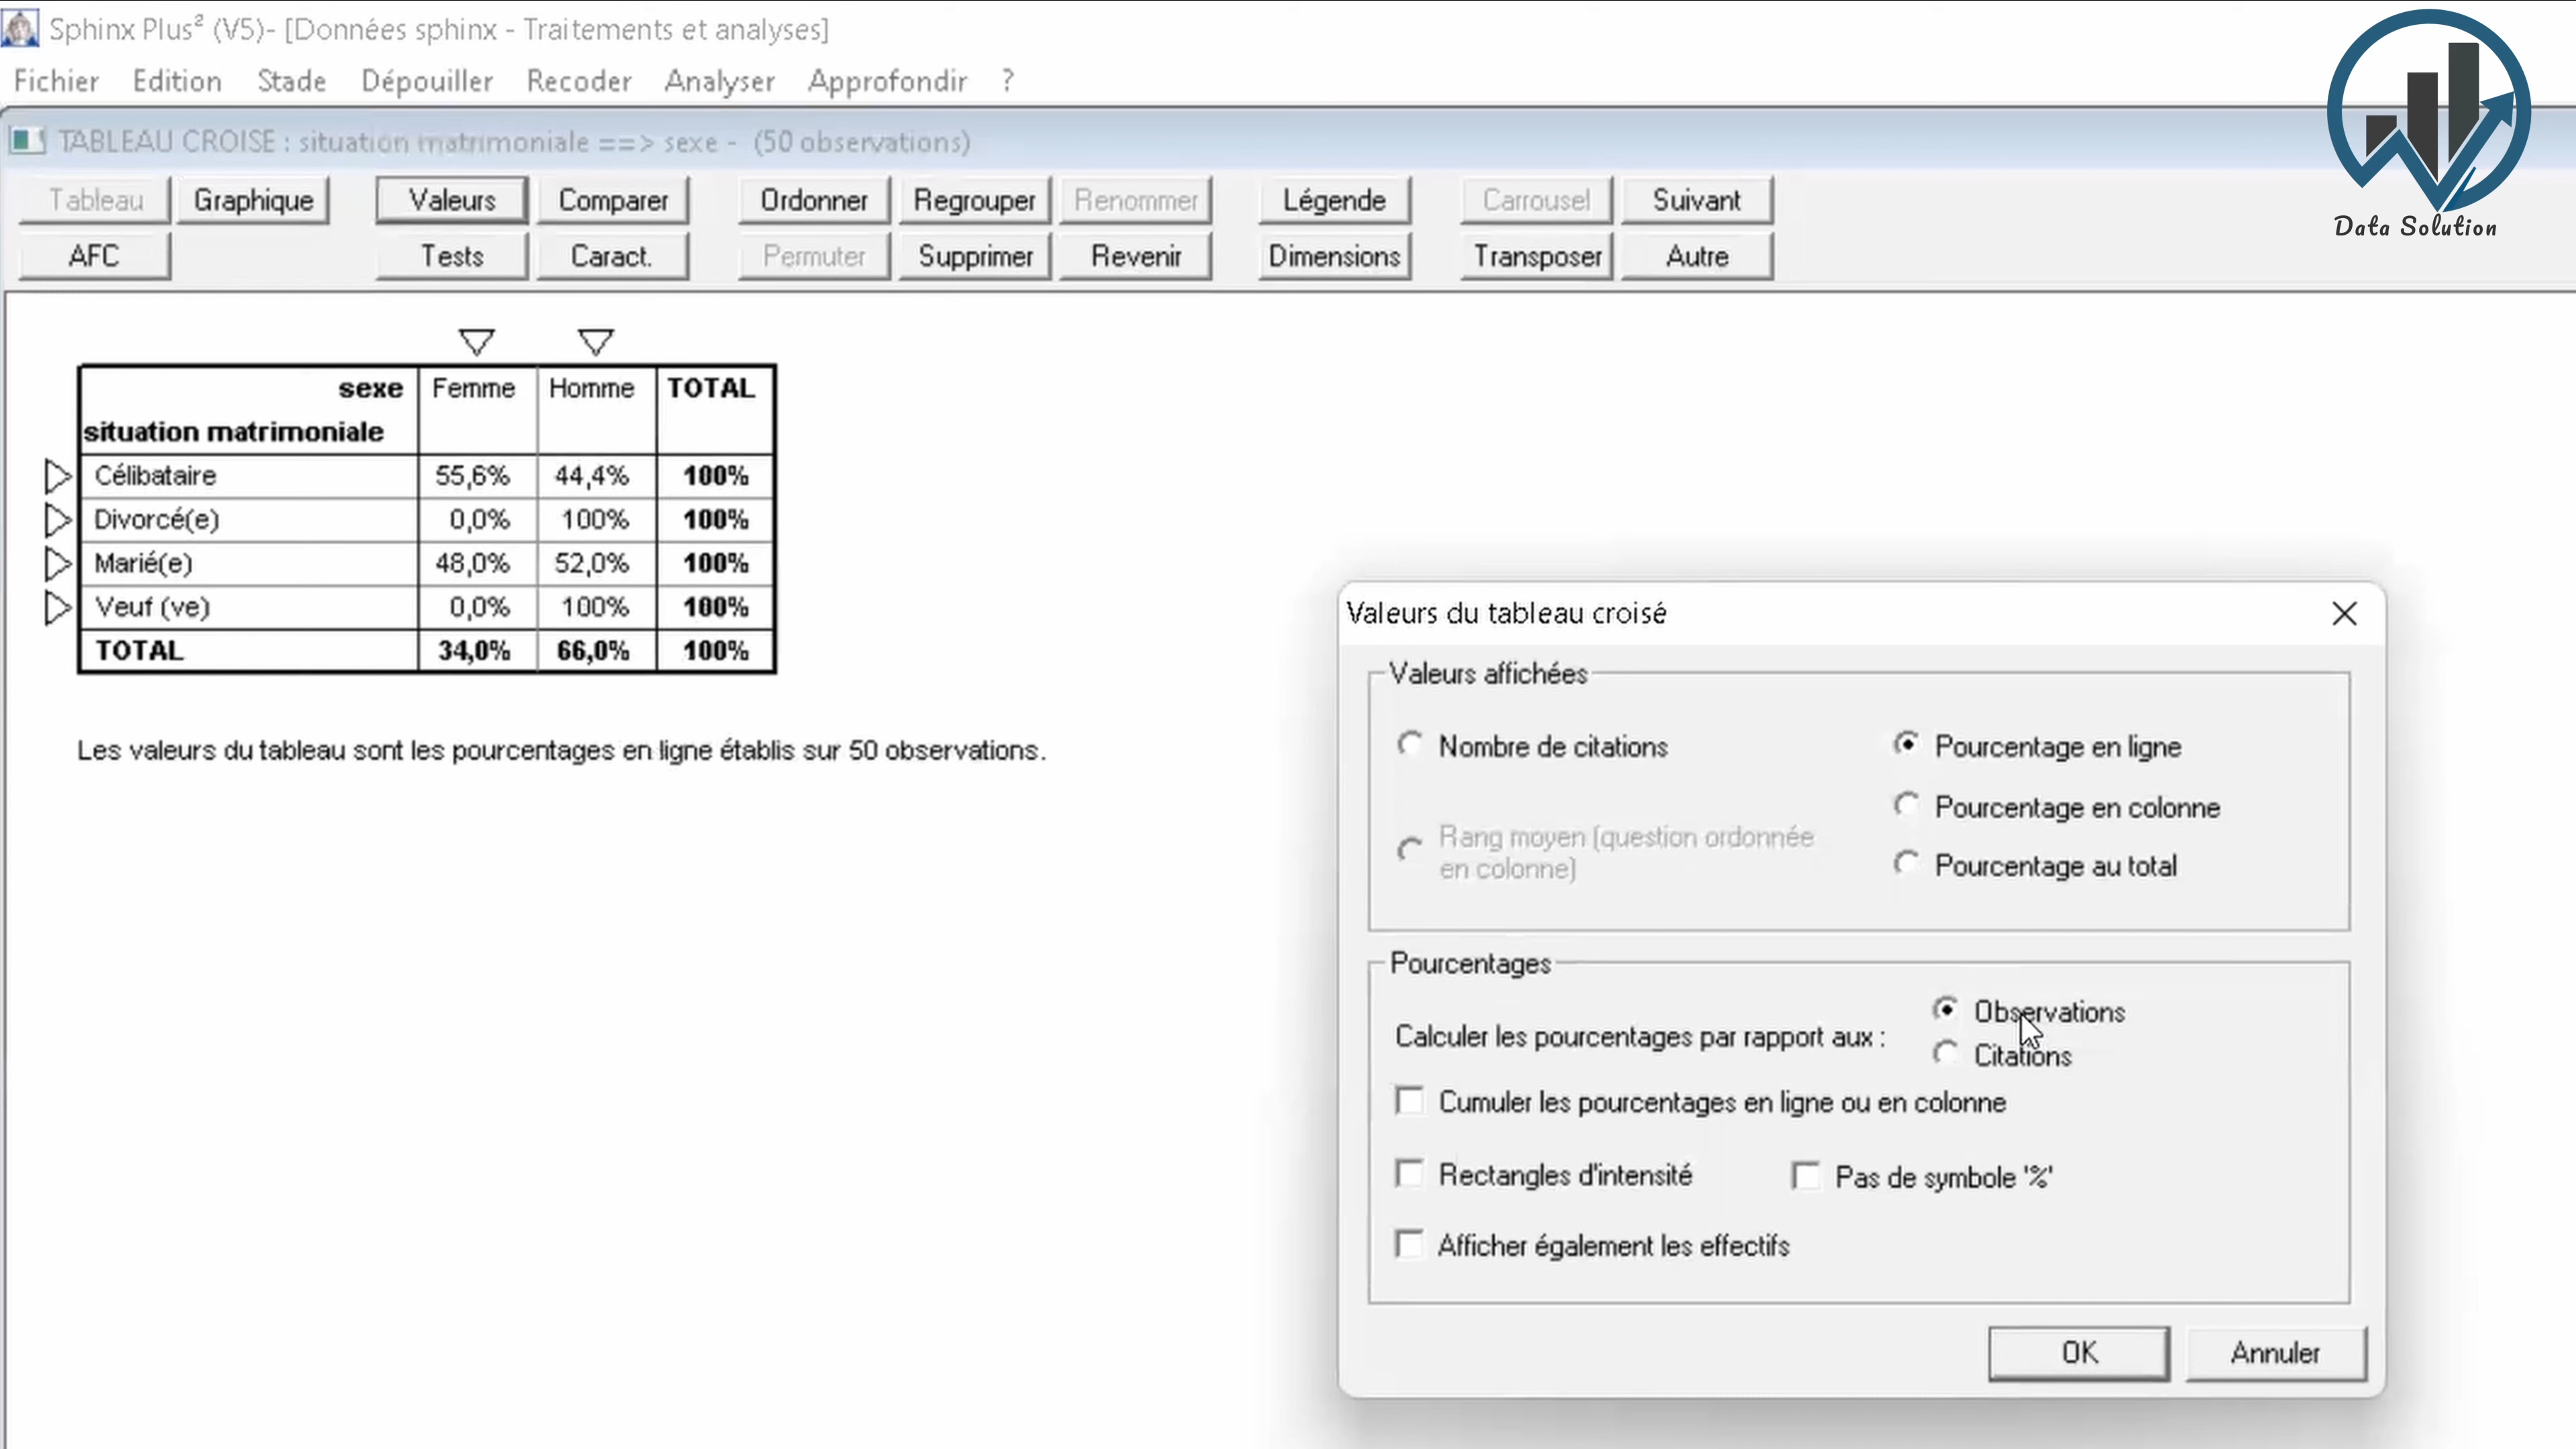 Sphinx Plus² (V5)- [Données sphinx - Traitements et analyses]
Fichier Edition Stade Dépouiller Recoder Analyser Approfondir ?
TABLEAU CROISE : situation matrimoniale ==> sexe - (50 observations)
Tableau Graphique Valeurs Comparer Ordonner Regrouper Renommer Légende Carrousel Suivant
AFC Tests Caract. Permuter Supprimer Revenir Dimensions Transposer Autre
Data Solution
sexe Femme Homme TOTAL
situation matrimoniale
Célibataire 55,6% 44,4% 100%
Divorcé(e) 0,0% 100% 100%
Marié(e) 48,0% 52,0% 100%
Veuf (ve) 0,0% 100% 100%
TOTAL 34,0% 66,0% 100%
Les valeurs du tableau sont les pourcentages en ligne établis sur 50 observations.
Valeurs du tableau croisé
Valeurs affichées
Nombre de citations
Pourcentage en ligne
Pourcentage en colonne
Rang moyen (question ordonnée
en colonne)
Pourcentage au total
Pourcentages
Observations
Calculer les pourcentages par rapport aux :
Citations
Cumuler les pourcentages en ligne ou en colonne
Rectangles d'intensité Pas de symbole '%'
Afficher également les effectifs
OK Annuler